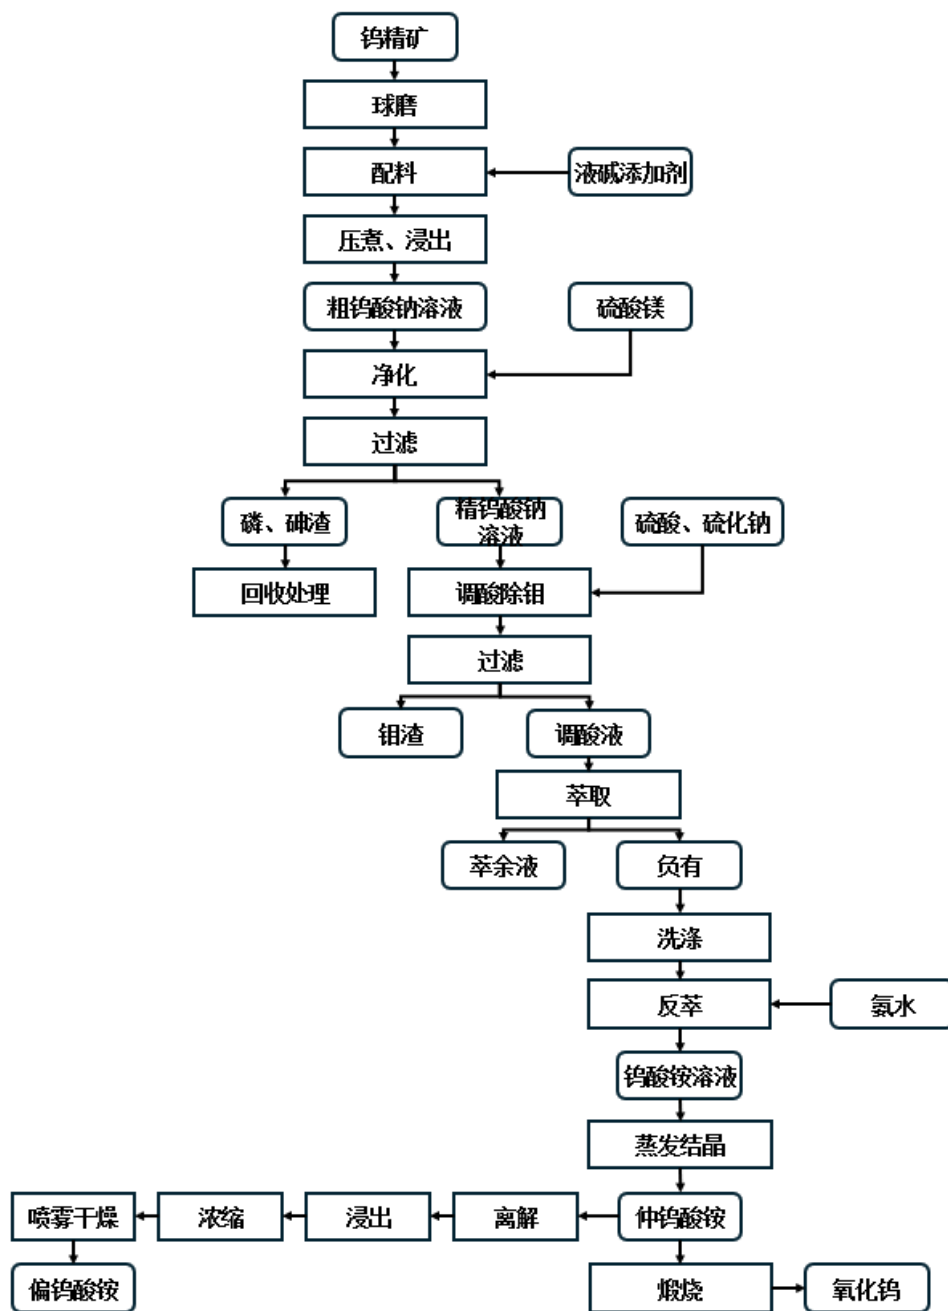 钨精矿
球磨
配料
液碱添加剂
压煮、浸出
粗钨酸钠溶液
硫酸镁
净化
过滤
磷、砷渣
精钨酸钠
溶液
硫酸、硫化钠
回收处理
调酸除钼
过滤
钼渣
调酸液
萃取
萃余液
负有
洗涤
反萃
氨水
钨酸铵溶液
蒸发结晶
喷雾干燥
浓缩
浸出
离解
仲钨酸铵
偏钨酸铵
煅烧
氧化钨